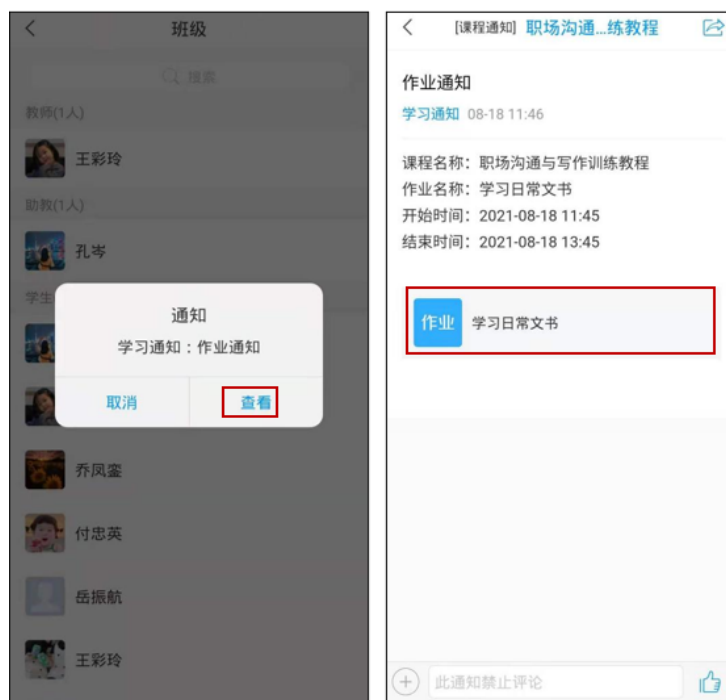 班级
搜索
教师(1人)
王彩玲
助教(1人)
孔岑
学生
通知
学习通知：作业通知
取消
查看
乔凤銮
付忠英
岳振航
王彩玲
[课程通知] 职场沟通...练教程
作业通知
学习通知 08-18 11:46
课程名称：职场沟通与写作训练教程
作业名称：学习日常文书
开始时间：2021-08-18 11:45
结束时间：2021-08-18 13:45
作业 学习日常文书
此通知禁止评论